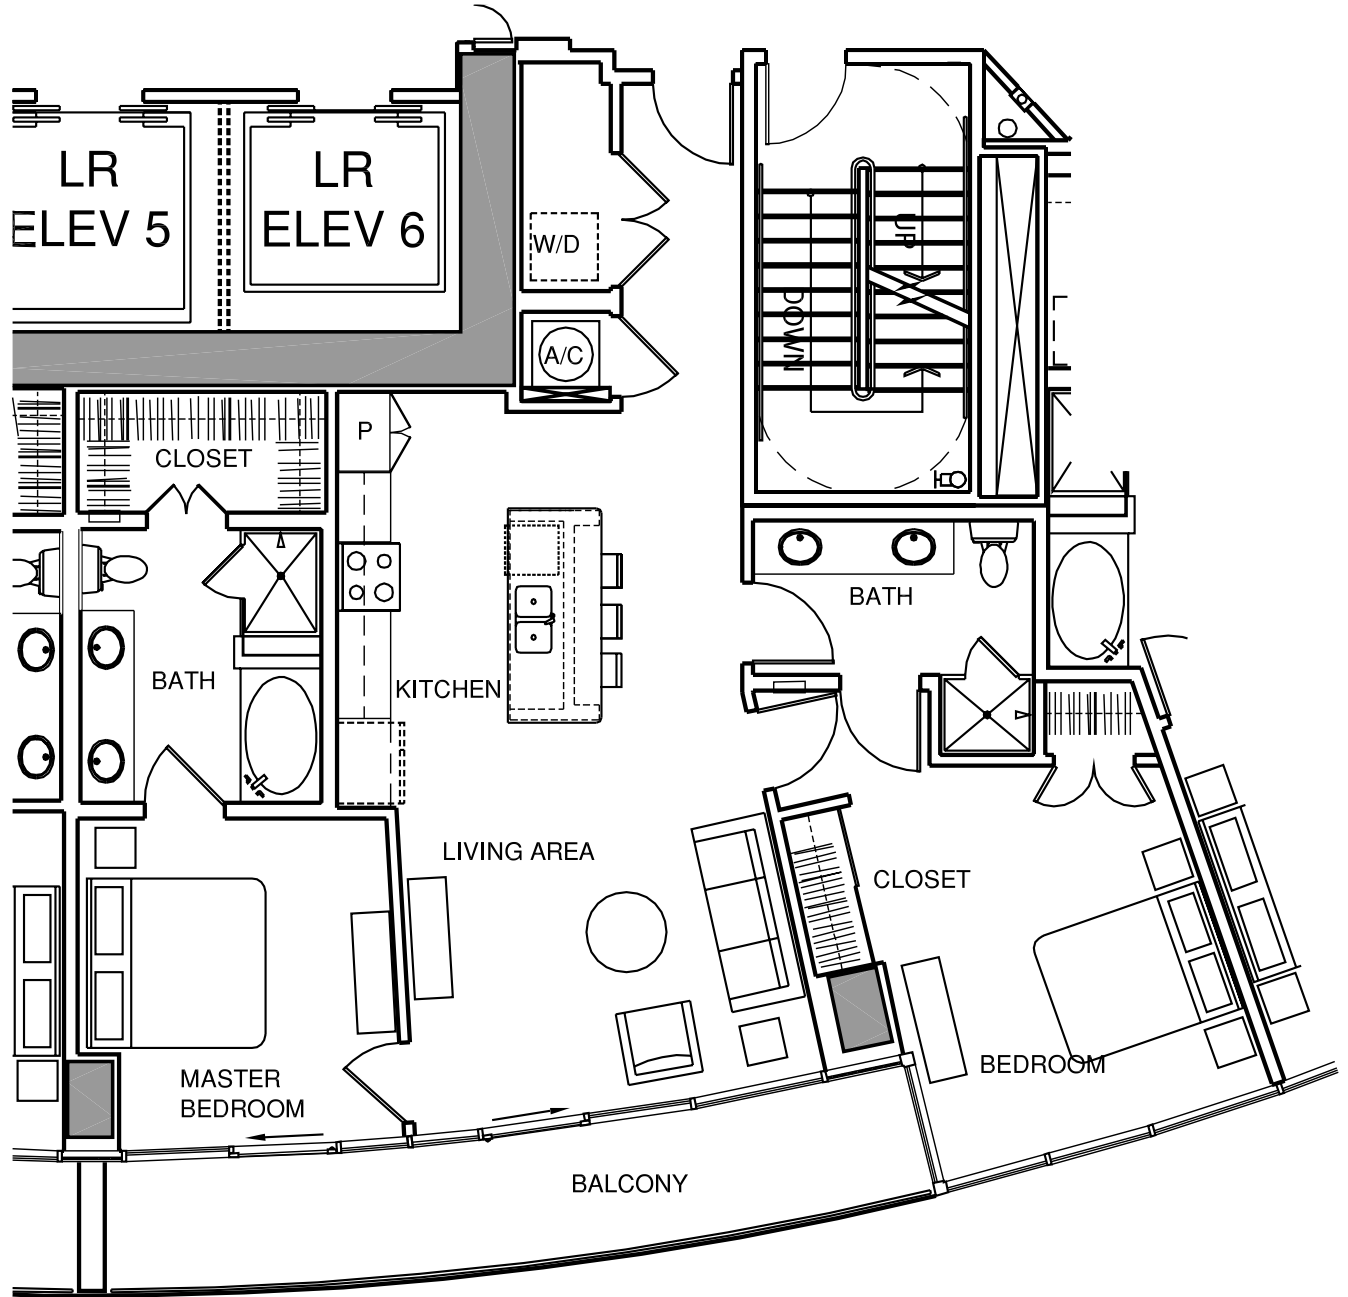 LR
ELEV 5
LR
ELEV 6
W/D
A/C
UP
DOWN
P
CLOSET
BATH
KITCHEN
BATH
LIVING AREA
CLOSET
MASTER
BEDROOM
BEDROOM
BALCONY